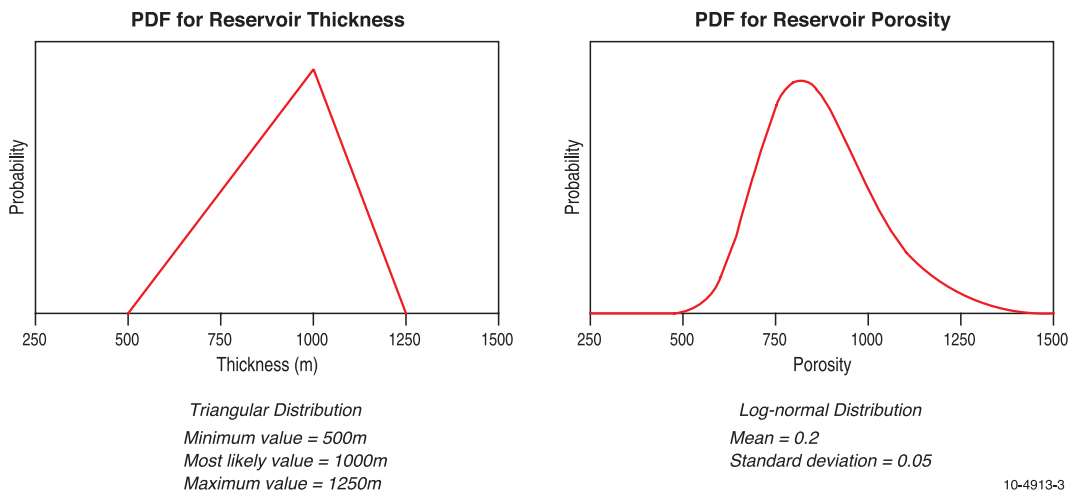 PDF for Reservoir Thickness
Probability
250 500 750 1000 1250 1500
Thickness (m)
Triangular Distribution
Minimum value = 500m
Most likely value = 1000m
Maximum value = 1250m
PDF for Reservoir Porosity
Probability
250 500 750 1000 1250 1500
Porosity
Log-normal Distribution
Mean = 0.2
Standard deviation = 0.05
10-4913-3